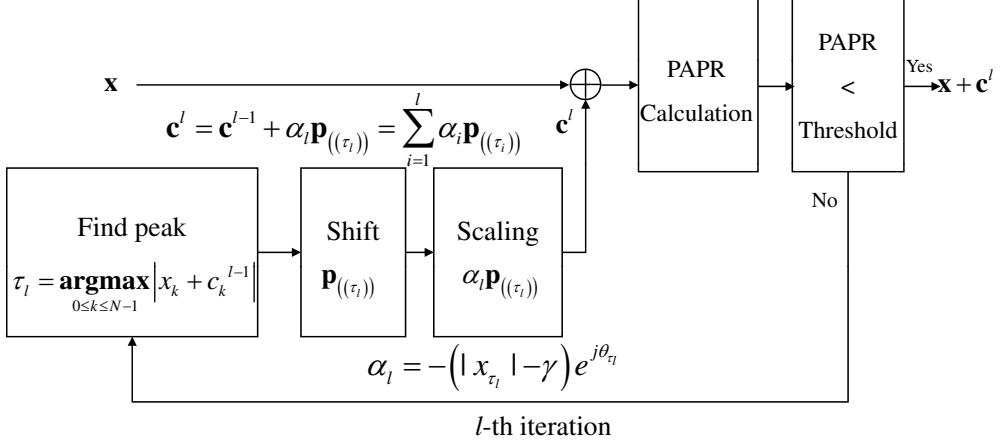 x
c^l = c^{l-1} + α_l p_{((τ_l))} = \sum_{i=1}^{l} α_i p_{((τ_i))}
c^l
PAPR
Calculation
PAPR
<
Threshold
Yes
x + c^l
No
Find peak
τ_l = argmax_{0≤k≤N-1} |x_k + c_k^{l-1}|
Shift
p_{((τ_l))}
Scaling
α_l p_{((τ_l))}
α_l = -(| x_{τ_l} | - γ) e^{jθ_{τ_l}}
l-th iteration